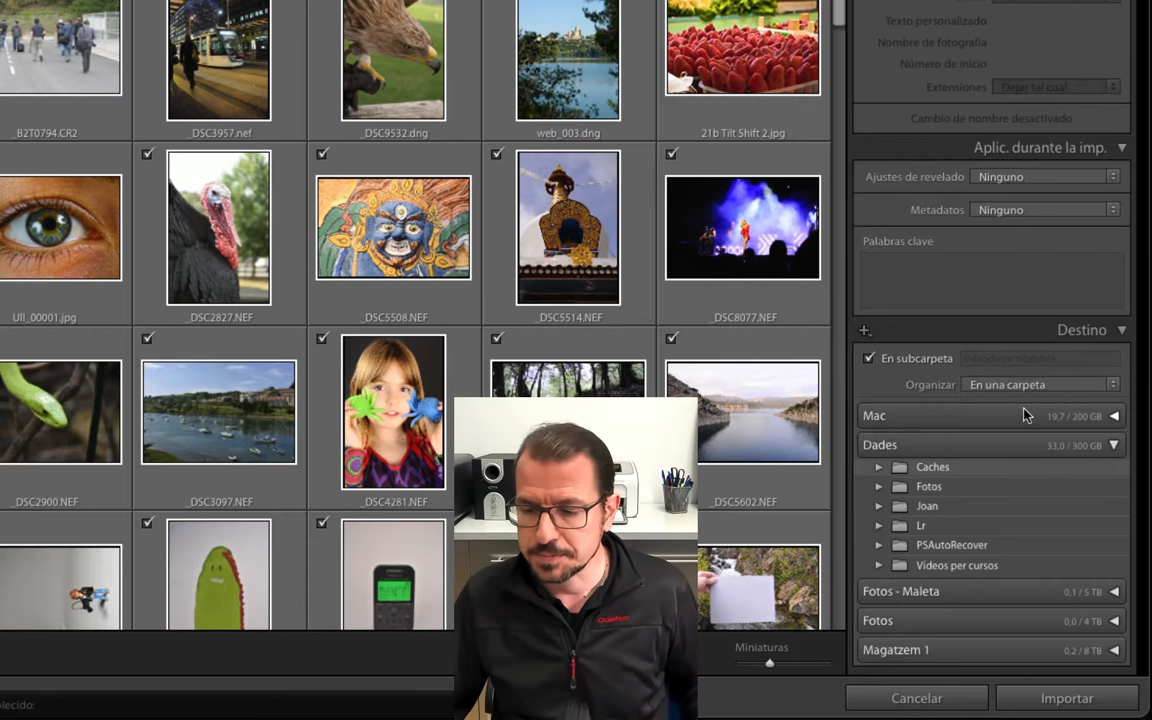 Texto personalizado
Nombre de fotografía
Número de inicio
Extensiones Dejar tal cual
Cambio de nombre desactivado
_B2T0794.CR2
_DSC3957.nef
_DSC9532.dng
web_003.dng
21b Tilt Shift 2.jpg
Aplic. durante la imp.
Ajustes de revelado Ninguno
Metadatos Ninguno
Palabras clave
Ull_00001.jpg
_DSC2827.NEF
_DSC5508.NEF
_DSC5514.NEF
_DSC8077.NEF
Destino
En subcarpeta Introducir nombre
Organizar En una carpeta
Mac 19,7 / 200 GB
Dades 33,0 / 300 GB
Caches
Fotos
Joan
Lr
PSAutoRecover
Vídeos per cursos
_DSC2900.NEF
_DSC3097.NEF
_DSC4281.NEF
_DSC5602.NEF
Fotos - Maleta 0,1 / 5 TB
Fotos 0,0 / 4 TB
Magatzem 1 0,2 / 8 TB
Miniaturas
Cancelar
Importar